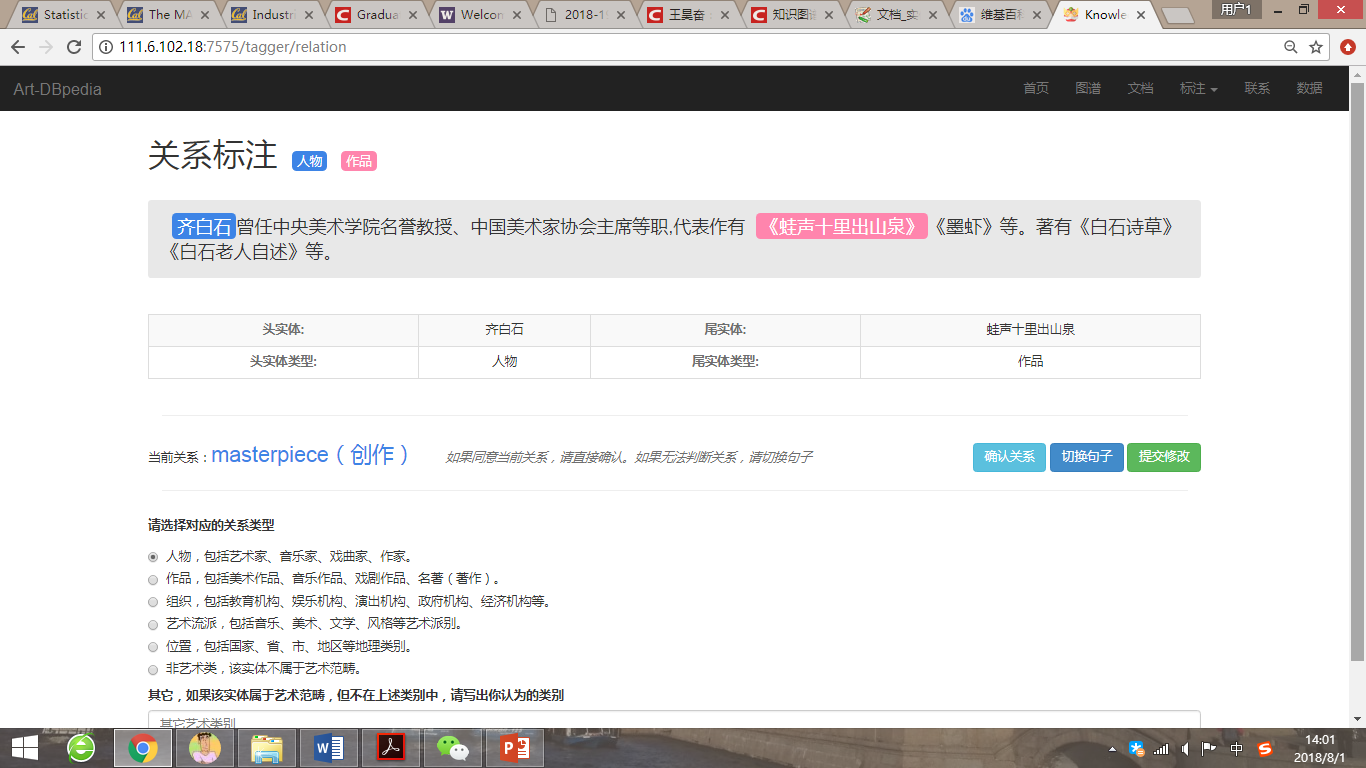 Statistic
The MA
Industri
Gradua
Welcon
2018-1
王昊奋
知识图谱
文档_实
维基百科
Knowle
用户1
111.6.102.18:7575/tagger/relation
Art-DBpedia
首页 图谱 文档 标注 联系 数据
关系标注 人物 作品
齐白石曾任中央美术学院名誉教授、中国美术家协会主席等职,代表作有 《蛙声十里出山泉》《墨虾》等。著有《白石诗草》
《白石老人自述》等。
头实体: 齐白石 尾实体: 蛙声十里出山泉
头实体类型: 人物 尾实体类型: 作品
当前关系：masterpiece（创作） 如果同意当前关系，请直接确认。如果无法判断关系，请切换句子 确认关系 切换句子 提交修改
请选择对应的关系类型
人物，包括艺术家、音乐家、戏曲家、作家。
作品，包括美术作品、音乐作品、戏剧作品、名著（著作）。
组织，包括教育机构、娱乐机构、演出机构、政府机构、经济机构等。
艺术流派，包括音乐、美术、文学、风格等艺术派别。
位置，包括国家、省、市、地区等地理类别。
非艺术类，该实体不属于艺术范畴。
其它，如果该实体属于艺术范畴，但不在上述类别中，请写出你认为的类别
其它艺术类别
中
14:01
2018/8/1